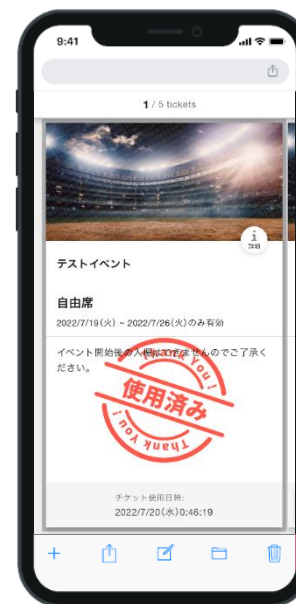 9:41
1 / 5 tickets
i
詳細
テストイベント
自由席
2022/7/19(火) ~ 2022/7/26(火)のみ有効
イベント開始後の入場はできませんのでご了承く
ださい。
Thank You!
使用済み
Thank You!
チケット使用日時:
2022/7/20(水)0:46:19